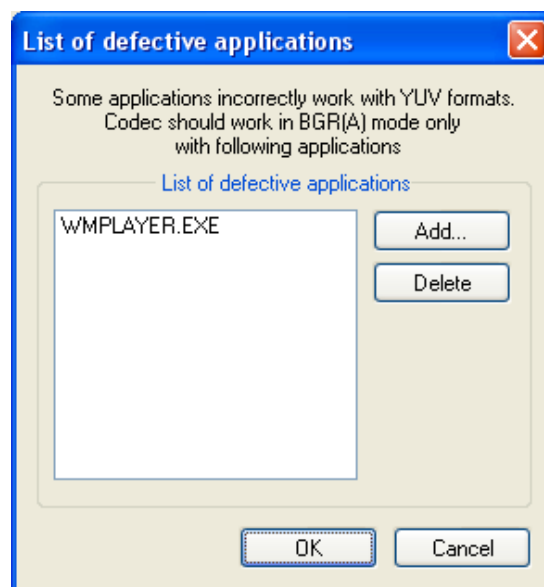 List of defective applications
Some applications incorrectly work with YUV formats.
Codec should work in BGR(A) mode only
with following applications
List of defective applications
WMPLAYER.EXE
Add...
Delete
OK
Cancel